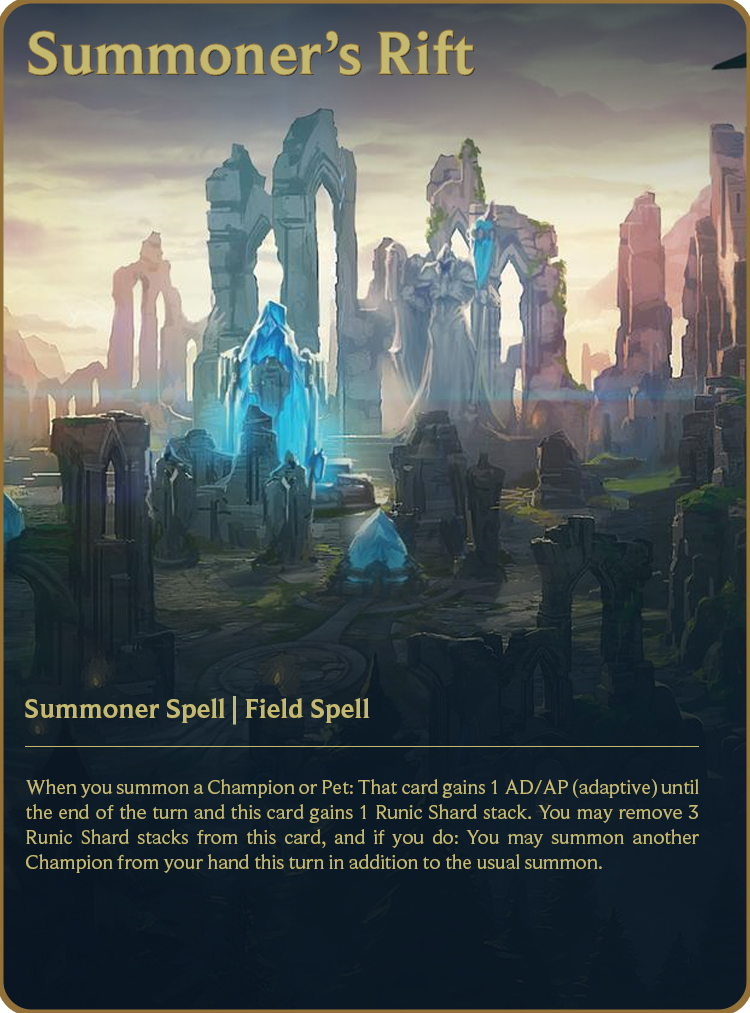 Summoner’s Rift
Summoner Spell | Field Spell
When you summon a Champion or Pet: That card gains 1 AD/AP (adaptive) until
the end of the turn and this card gains 1 Runic Shard stack. You may remove 3
Runic Shard stacks from this card, and if you do: You may summon another
Champion from your hand this turn in addition to the usual summon.